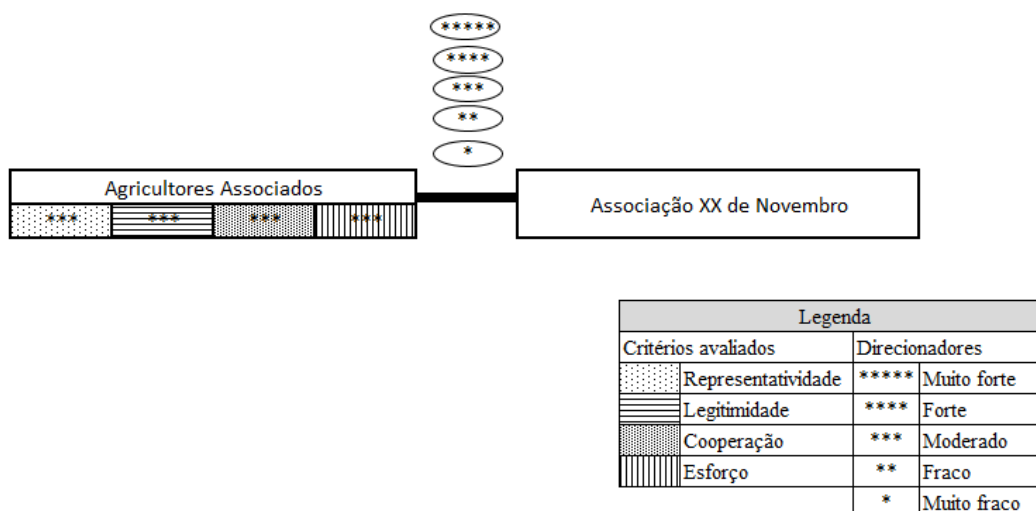 *****
****
***
**
*
Agricultores Associados
*** *** *** ***
Associação XX de Novembro
Legenda
Critérios avaliados Direcionadores
Representatividade ***** Muito forte
Legitimidade **** Forte
Cooperação *** Moderado
Esforço ** Fraco
* Muito fraco